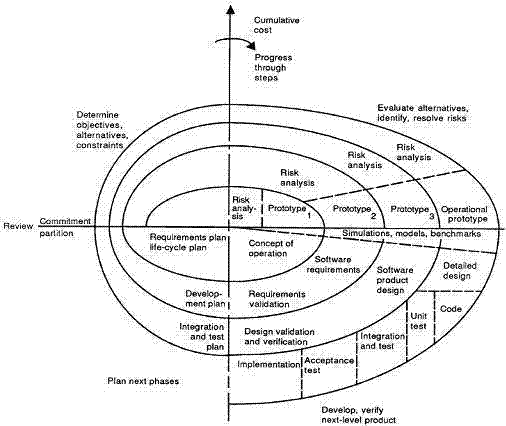 Cumulative
cost
Progress
through
steps
Determine
objectives,
alternatives,
constraints
Evaluate alternatives,
identify, resolve risks
Risk
analysis
Risk
analysis
Risk
analysis
Risk
analy-
sis
Prototype
1
Prototype
2
Prototype
3
Operational
prototype
Review
Commitment
partition
Simulations, models, benchmarks
Requirements plan
life-cycle plan
Concept of
operation
Software
requirements
Software
product
design
Detailed
design
Develop-
ment plan
Requirements
validation
Integration
and test
plan
Design validation
and verification
Code
Unit
test
Integration
and test
Acceptance
test
Implementation
Plan next phases
Develop, verify
next-level product